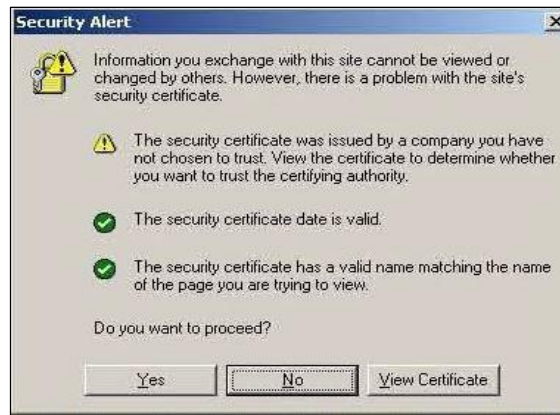 Security Alert
Information you exchange with this site cannot be viewed or
changed by others. However, there is a problem with the site's
security certificate.
The security certificate was issued by a company you have
not chosen to trust. View the certificate to determine whether
you want to trust the certifying authority.
The security certificate date is valid.
The security certificate has a valid name matching the name
of the page you are trying to view.
Do you want to proceed?
Yes No View Certificate